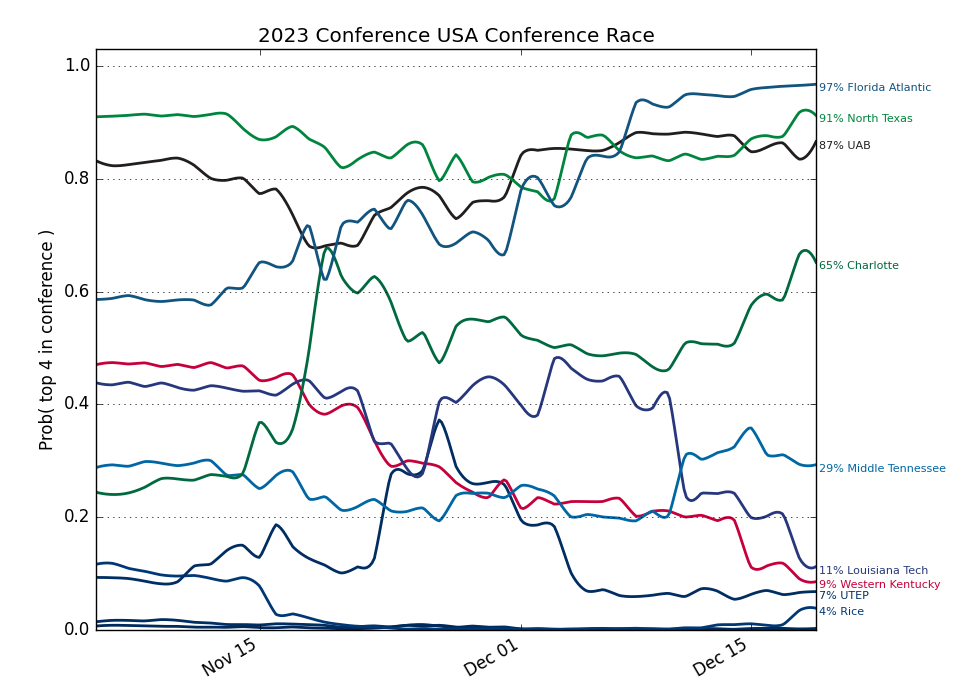 2023 Conference USA Conference Race
Prob( top 4 in conference )
1.0
0.8
0.6
0.4
0.2
0.0
Nov 15
Dec 01
Dec 15
97% Florida Atlantic
91% North Texas
87% UAB
65% Charlotte
29% Middle Tennessee
11% Louisiana Tech
9% Western Kentucky
7% UTEP
4% Rice